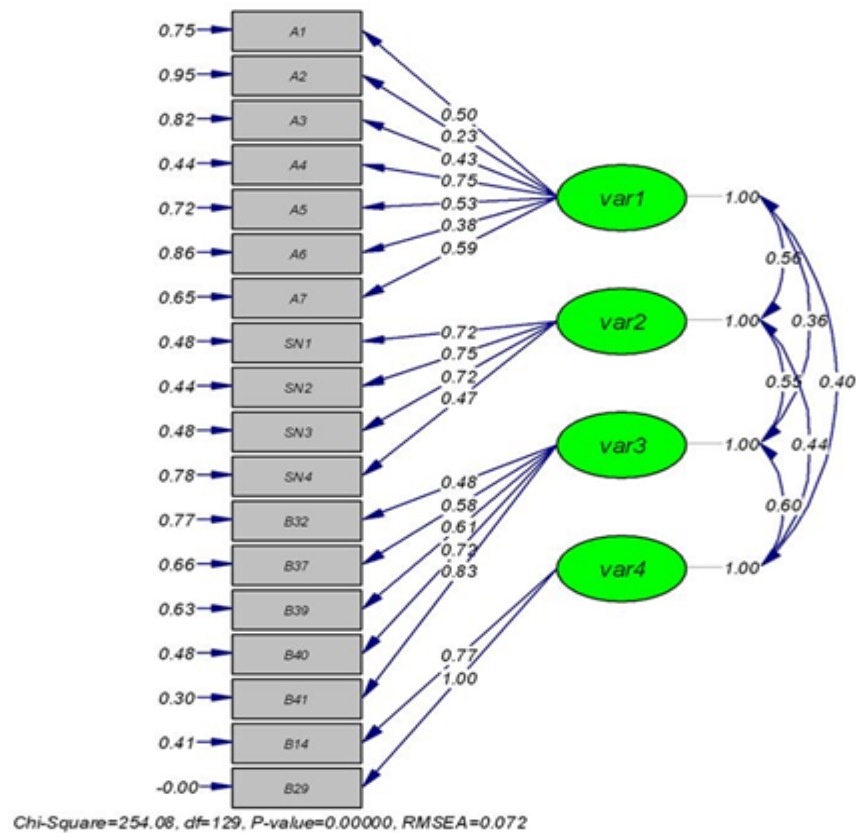 0.75 A1
0.95 A2
0.82 A3
0.44 A4
0.72 A5
0.86 A6
0.65 A7
0.48 SN1
0.44 SN2
0.48 SN3
0.78 SN4
0.77 B32
0.66 B37
0.63 B39
0.48 B40
0.30 B41
0.41 B14
-0.00 B29
0.50
0.23
0.43
0.75
0.53
0.38
0.59
0.72
0.75
0.72
0.47
0.48
0.58
0.61
0.72
0.83
0.77
1.00
var1 1.00
var2 1.00
var3 1.00
var4 1.00
0.56
0.36
0.55
0.40
0.44
0.60
Chi-Square=254.08, df=129, P-value=0.00000, RMSEA=0.072